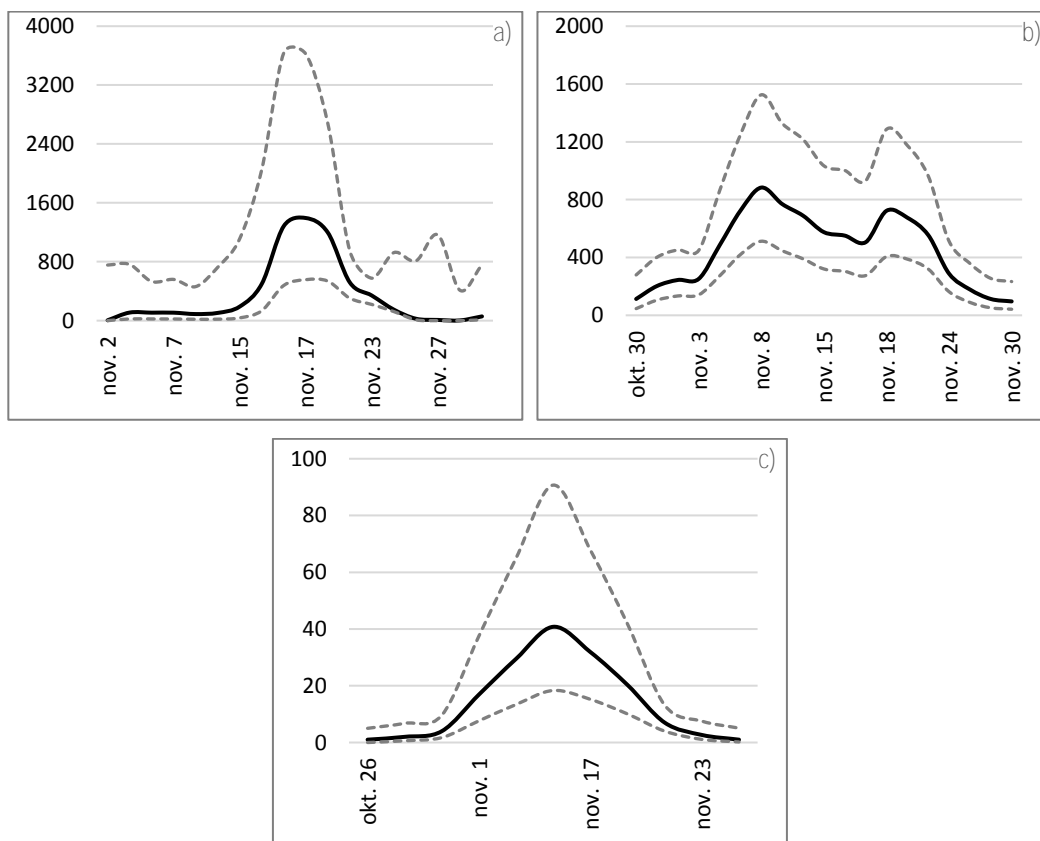 a)
4000
3200
2400
1600
800
0
nov. 2
nov. 7
nov. 15
nov. 17
nov. 23
nov. 27
b)
2000
1600
1200
800
400
0
okt. 30
nov. 3
nov. 8
nov. 15
nov. 18
nov. 24
nov. 30
c)
100
80
60
40
20
0
okt. 26
nov. 1
nov. 17
nov. 23